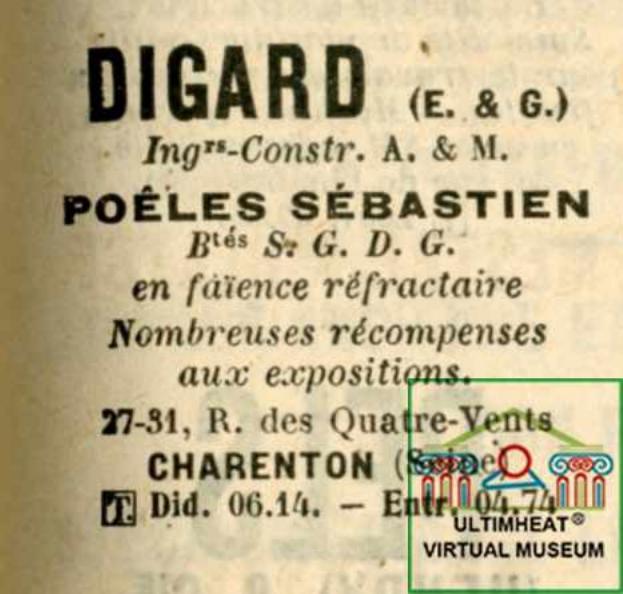 DIGARD (E. & G.)
Ingrs-Constr. A. & M.
POÊLES SÉBASTIEN
Btés S. G. D. G.
en faïence réfractaire
Nombreuses récompenses
aux expositions.
27-31, R. des Quatre-Vents
CHARENTON (Seine)
T. Did. 06.14. — Entr. 04.74
ULTIMHEAT®
VIRTUAL MUSEUM